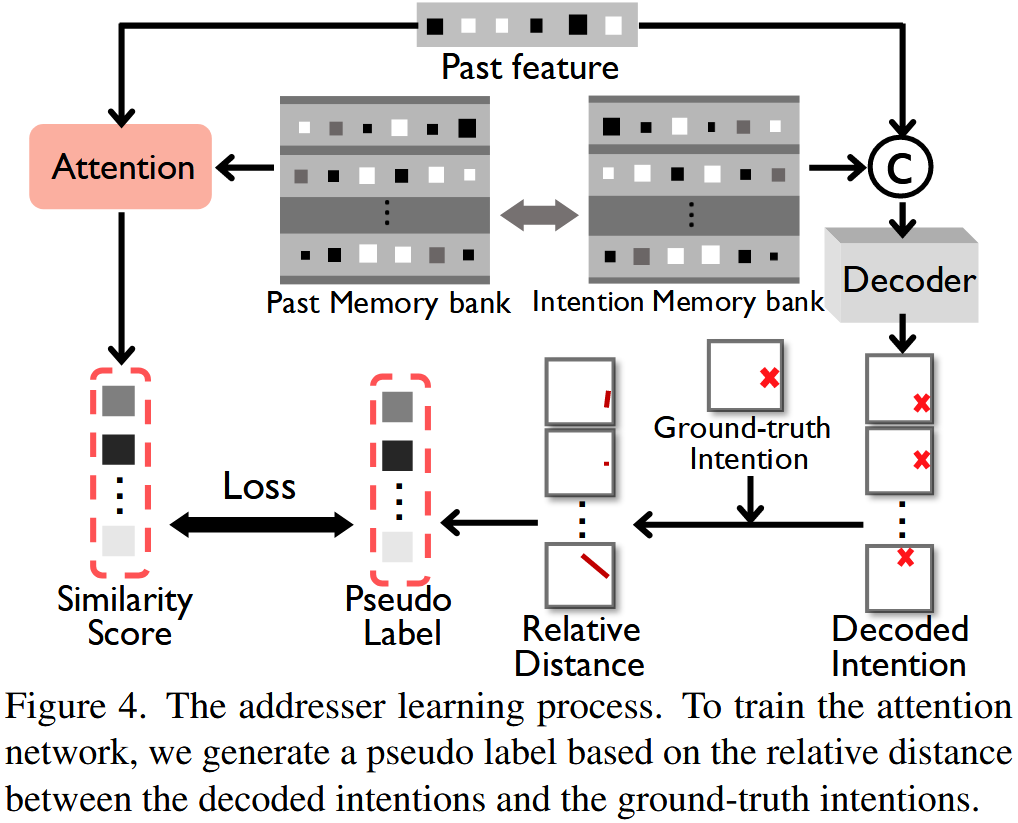 Past feature
Attention
C
Past Memory bank
Intention Memory bank
Decoder
Ground-truth
Intention
Loss
Similarity
Score
Pseudo
Label
Relative
Distance
Decoded
Intention
Figure 4. The addresser learning process. To train the attention
network, we generate a pseudo label based on the relative distance
between the decoded intentions and the ground-truth intentions.